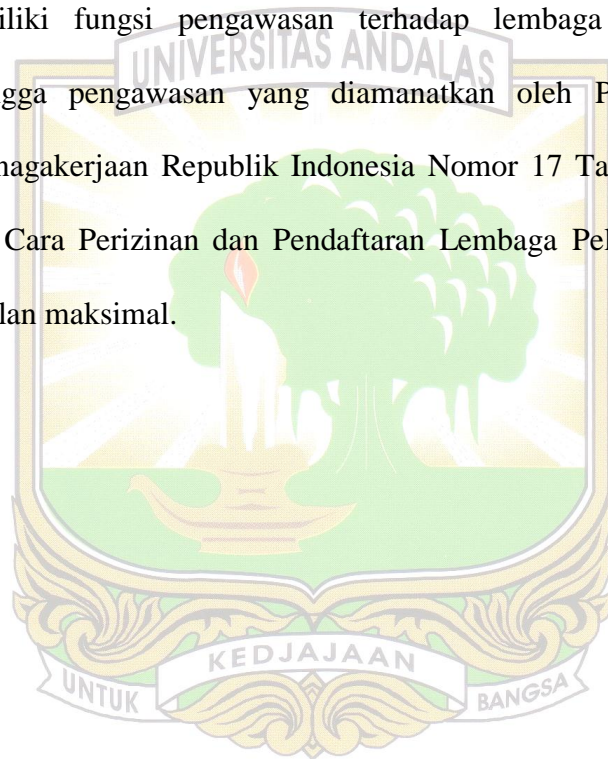 iliki fungsi pengawasan terhadap lembaga
UNIVERSITAS ANDALAS
gga pengawasan yang diamanatkan oleh P
nagakerjaan Republik Indonesia Nomor 17 Ta
Cara Perizinan dan Pendaftaran Lembaga Pel
lan maksimal.
KEDJAJAAN
UNTUK
BANGSA